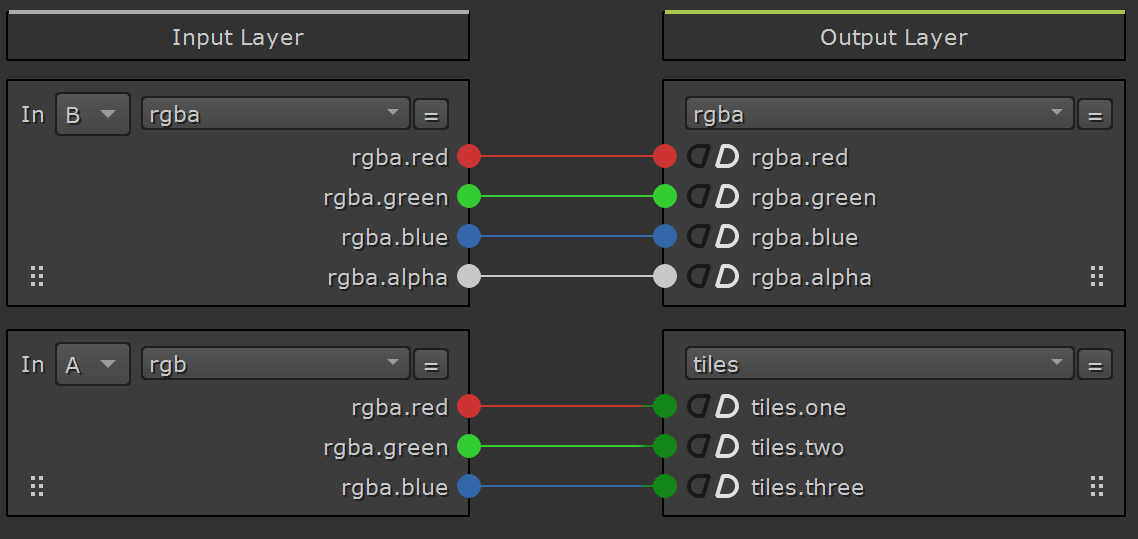 Input Layer
Output Layer
In B rgba =
rgba =
rgba.red
rgba.red
rgba.green
rgba.green
rgba.blue
rgba.blue
rgba.alpha
rgba.alpha
In A rgb =
tiles =
rgba.red
tiles.one
rgba.green
tiles.two
rgba.blue
tiles.three